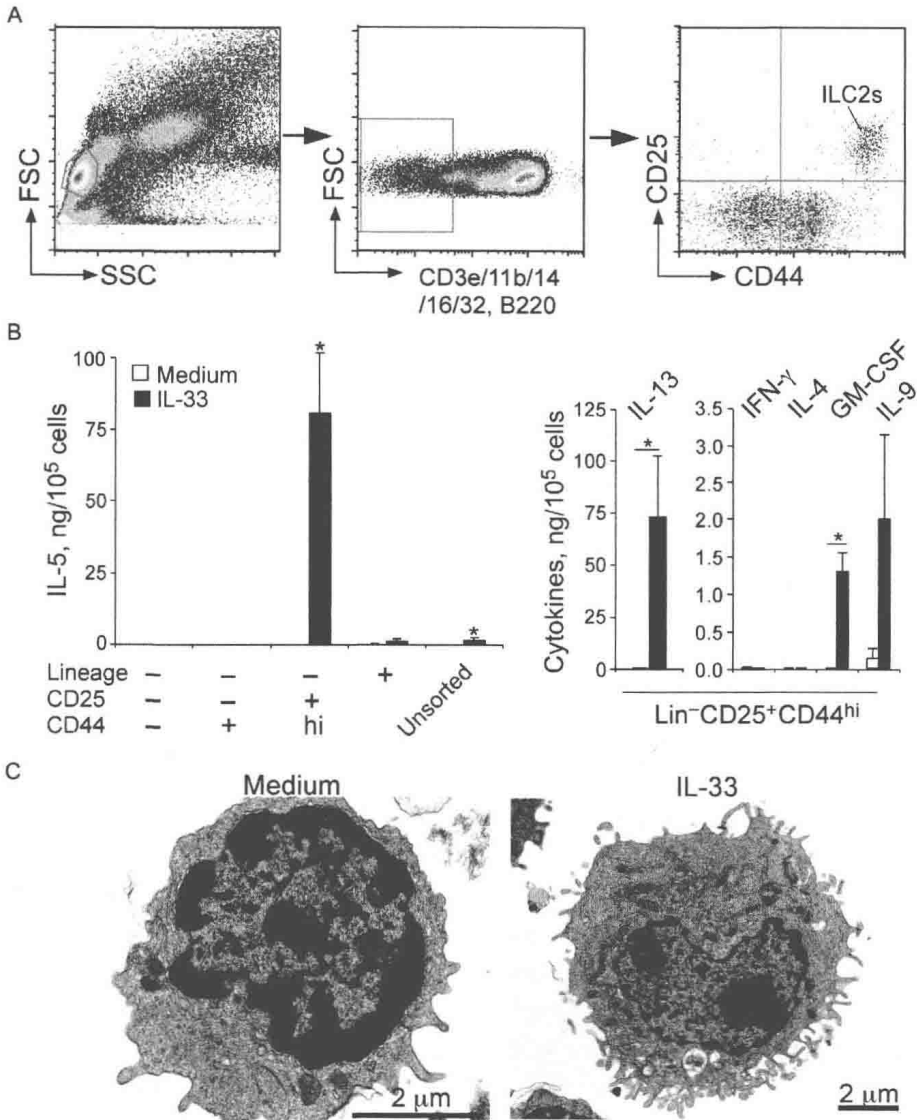 A
FSC
SSC
FSC
CD3e/11b/14
/16/32, B220
CD25
ILC2s
CD44
B
IL-5, ng/10⁵ cells
100
75
50
25
0
Medium
IL-33
*
*
Lineage – – – +
CD25 – – +
CD44 – + hi
Unsorted
Cytokines, ng/10⁵ cells
IL-13
125
100
75
50
25
0
*
IFN-γ
IL-4
GM-CSF
IL-9
3.5
3.0
2.5
2.0
1.5
1.0
0.5
0.0
*
Lin⁻CD25⁺CD44ʰⁱ
C
Medium
2 μm
IL-33
2 μm